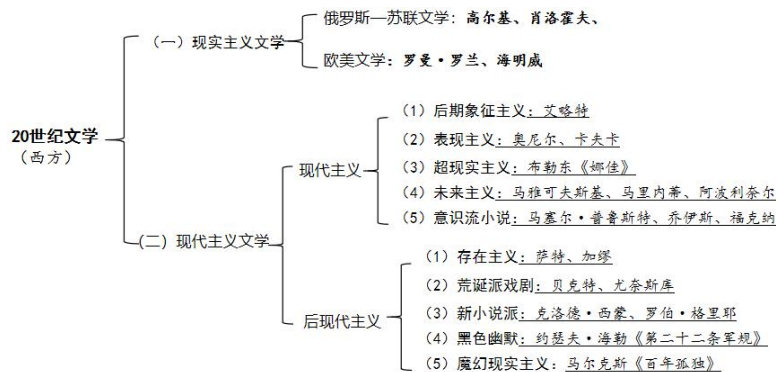 20世纪文学
（西方）
（一）现实主义文学
俄罗斯—苏联文学：高尔基、肖洛霍夫、
欧美文学：罗曼·罗兰、海明威
（二）现代主义文学
现代主义
（1）后期象征主义：艾略特
（2）表现主义：奥尼尔、卡夫卡
（3）超现实主义：布勒东《娜佳》
（4）未来主义：马雅可夫斯基、马里内蒂、阿波利奈尔
（5）意识流小说：马塞尔·普鲁斯特、乔伊斯、福克纳
后现代主义
（1）存在主义：萨特、加缪
（2）荒诞派戏剧：贝克特、尤奈斯库
（3）新小说派：克洛德·西蒙、罗伯·格里耶
（4）黑色幽默：约瑟夫·海勒《第二十二条军规》
（5）魔幻现实主义：马尔克斯《百年孤独》